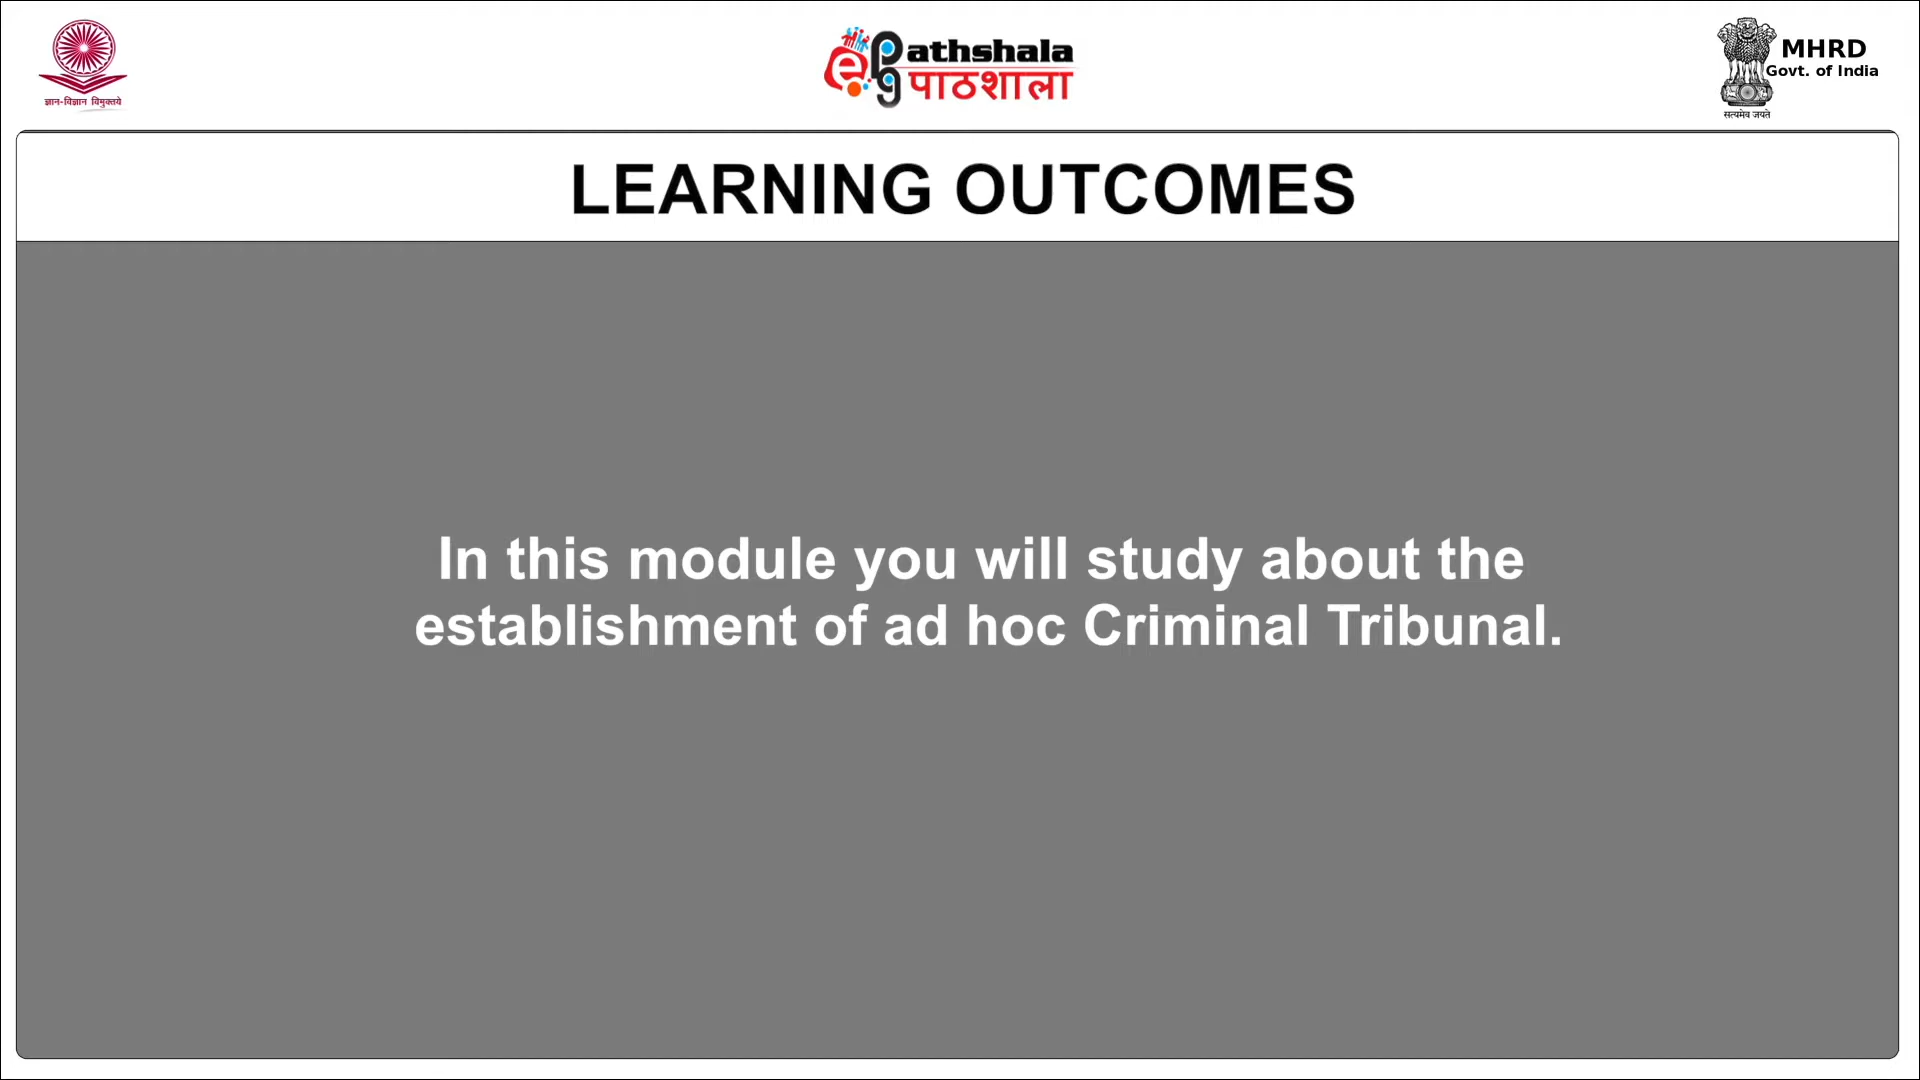 ज्ञान-विज्ञान विमुक्तये
ePathshala
पाठशाला
MHRD
Govt. of India
सत्यमेव जयते
LEARNING OUTCOMES
In this module you will study about the
establishment of ad hoc Criminal Tribunal.